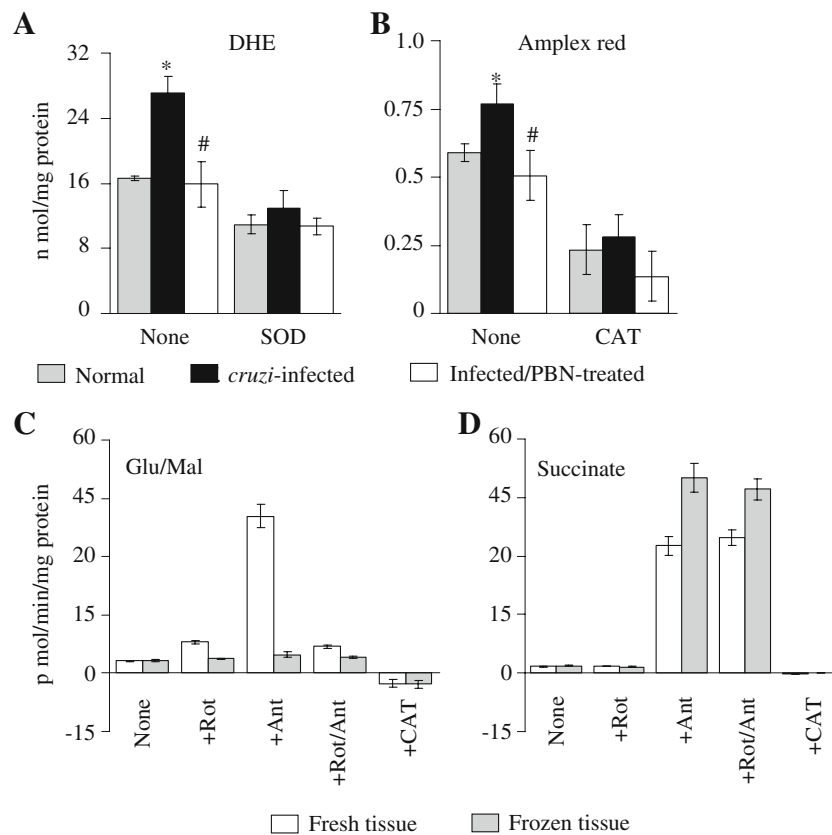 A
DHE
B
Amplex red
n mol/mg protein
32
24
16
8
0
*
#
None
SOD
1.0
0.75
0.5
0.25
0
*
#
None
CAT
Normal
cruzi-infected
Infected/PBN-treated
C
Glu/Mal
D
Succinate
p mol/min/mg protein
60
45
20
15
0
-15
None
+Rot
+Ant
+Rot/Ant
+CAT
60
45
20
15
0
-15
None
+Rot
+Ant
+Rot/Ant
+CAT
Fresh tissue
Frozen tissue